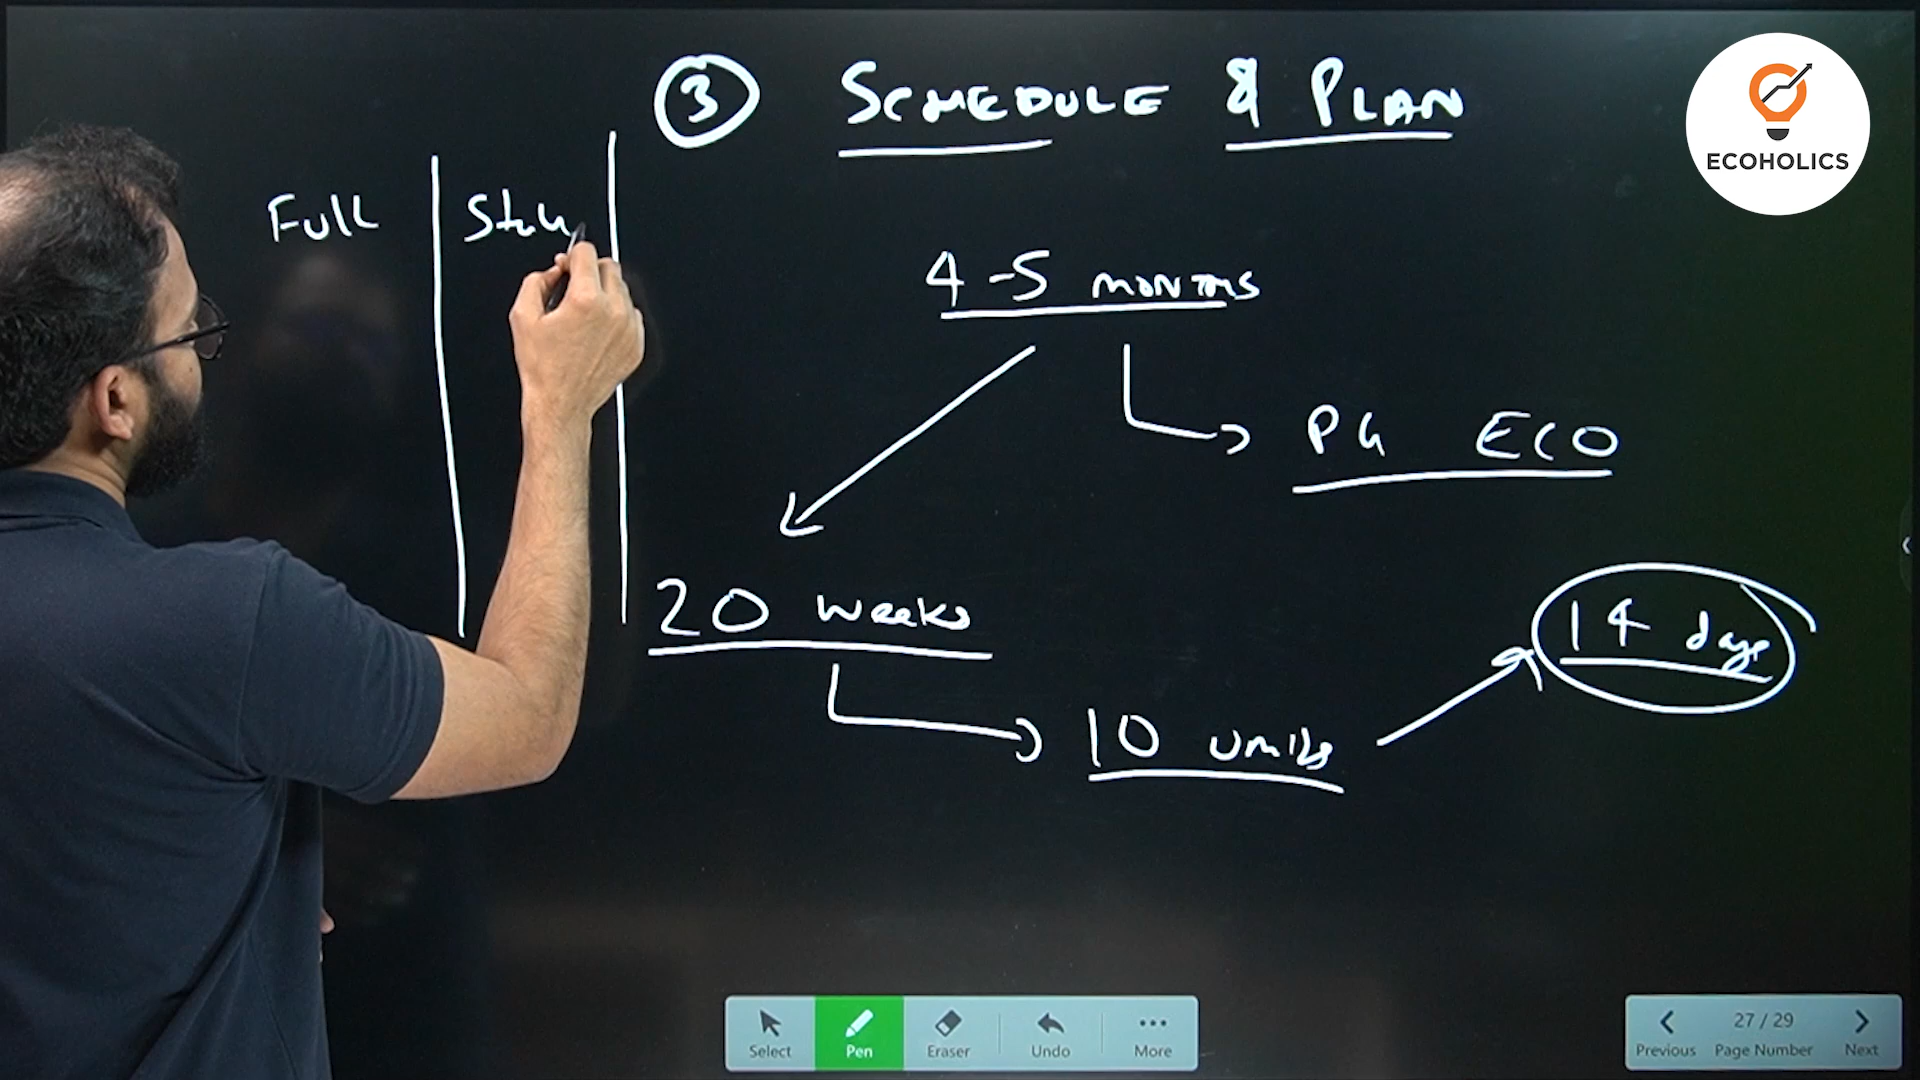 3 SCHEDULE & PLAN
ECOHOLICS
Full
4-5 MONTHS
PG ECO
20 weeks
14 days
10 units
Select
Pen
Eraser
Undo
More
27 / 29
Previous
Page Number
Next